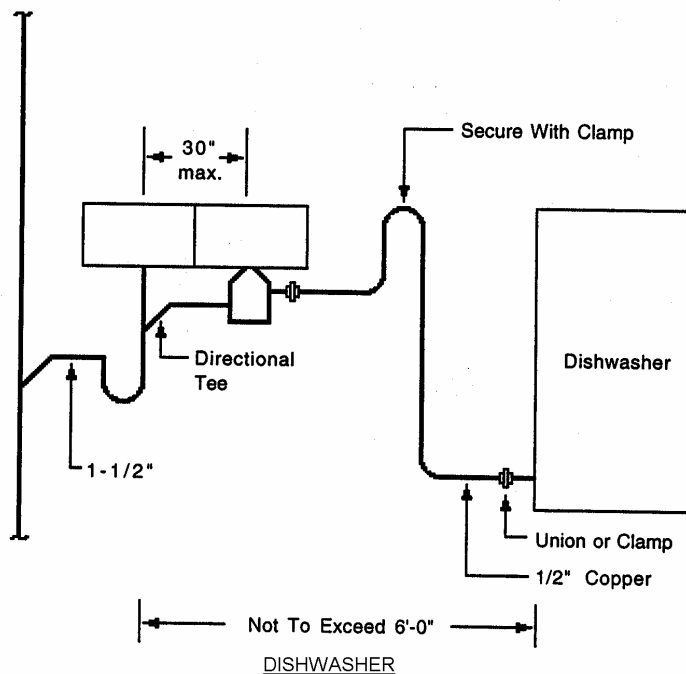 Secure With Clamp
30"
max.
Dishwasher
Directional
Tee
1-1/2"
Union or Clamp
1/2" Copper
Not To Exceed 6'-0"
DISHWASHER